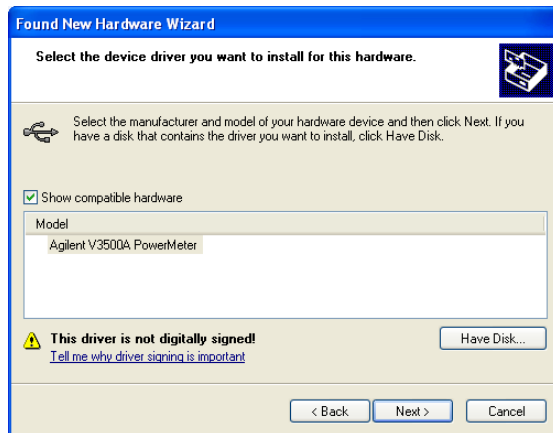 Found New Hardware Wizard
Select the device driver you want to install for this hardware.
Select the manufacturer and model of your hardware device and then click Next. If you
have a disk that contains the driver you want to install, click Have Disk.
Show compatible hardware
Model
Agilent V3500A PowerMeter
This driver is not digitally signed!
Tell me why driver signing is important
Have Disk...
< Back
Next >
Cancel